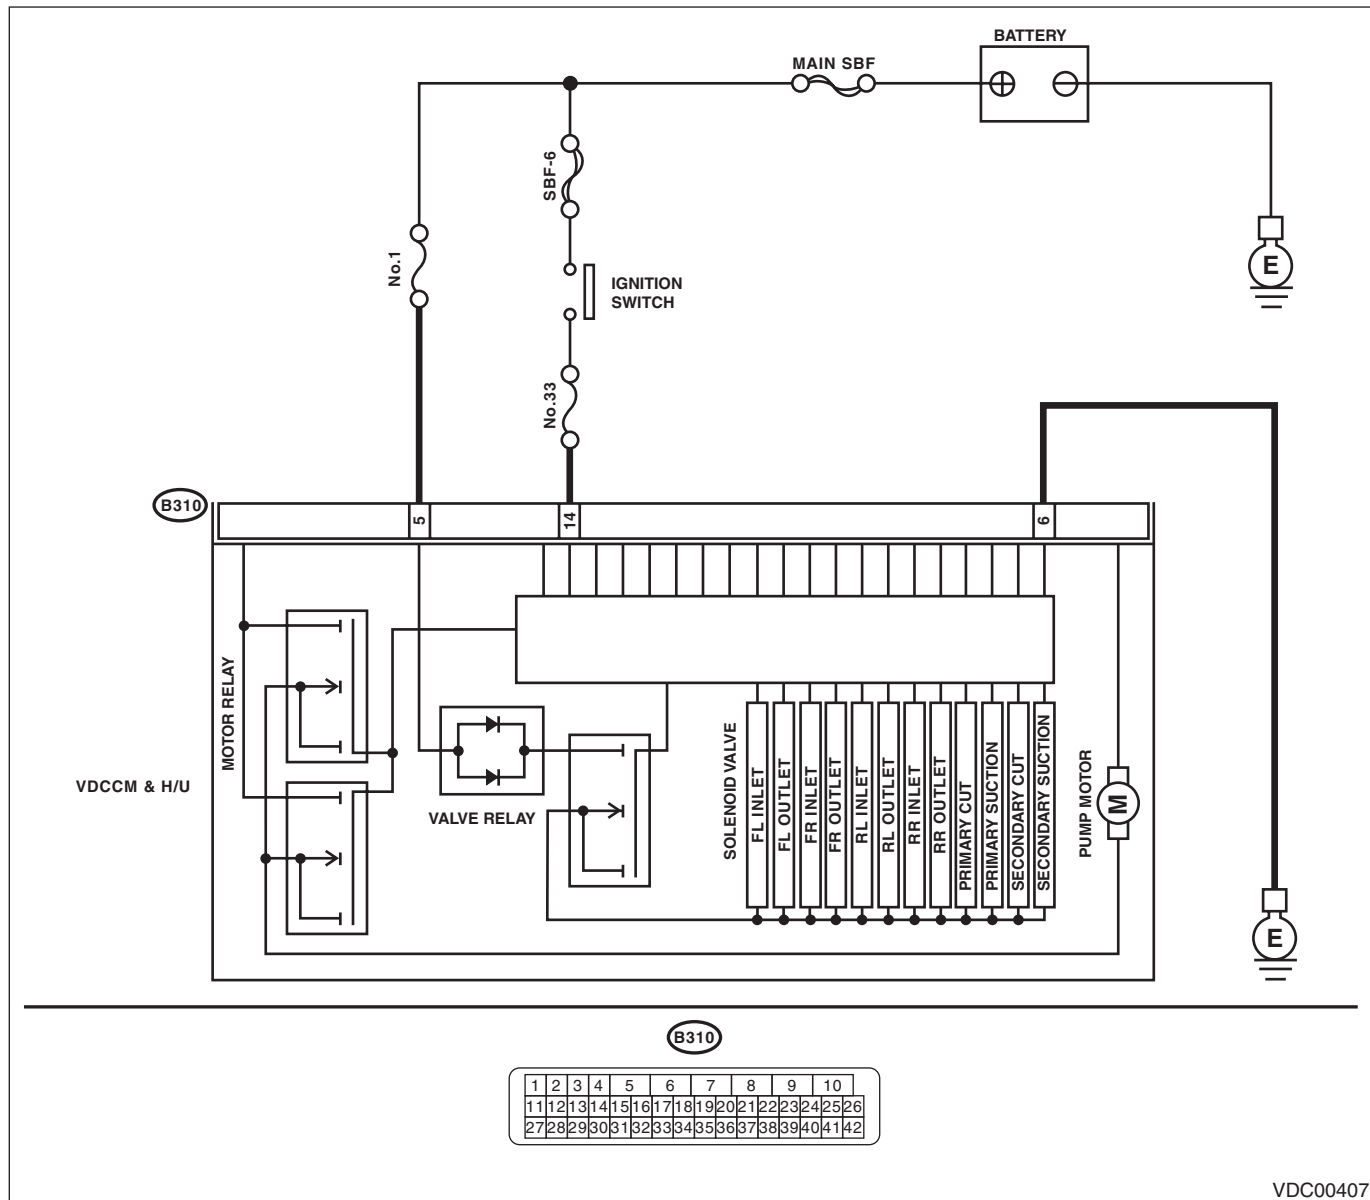 BATTERY
MAIN SBF
SBF-6
No.1
IGNITION
SWITCH
E
No.33
B310
5
14
6
MOTOR RELAY
VDCCM & H/U
VALVE RELAY
SOLENOID VALVE
FL INLET
FL OUTLET
FR INLET
FR OUTLET
RL INLET
RL OUTLET
RR INLET
RR OUTLET
PRIMARY CUT
PRIMARY SUCTION
SECONDARY CUT
SECONDARY SUCTION
PUMP MOTOR
M
E
B310
1 2 3 4 5 6 7 8 9 10
11 12 13 14 15 16 17 18 19 20 21 22 23 24 25 26
27 28 29 30 31 32 33 34 35 36 37 38 39 40 41 42
VDC00407